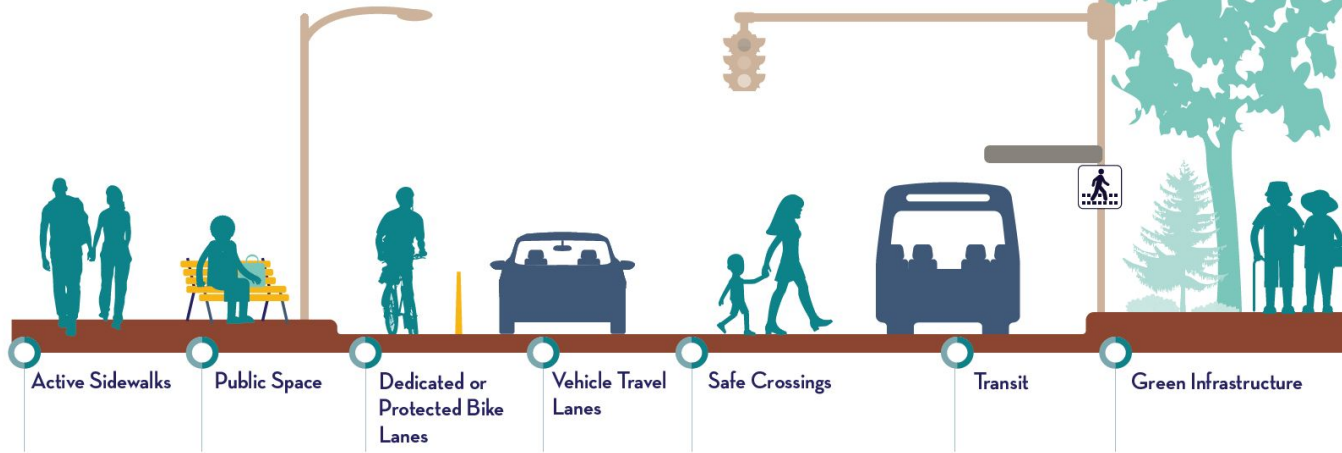 Active Sidewalks
Public Space
Dedicated or
Protected Bike
Lanes
Vehicle Travel
Lanes
Safe Crossings
Transit
Green Infrastructure